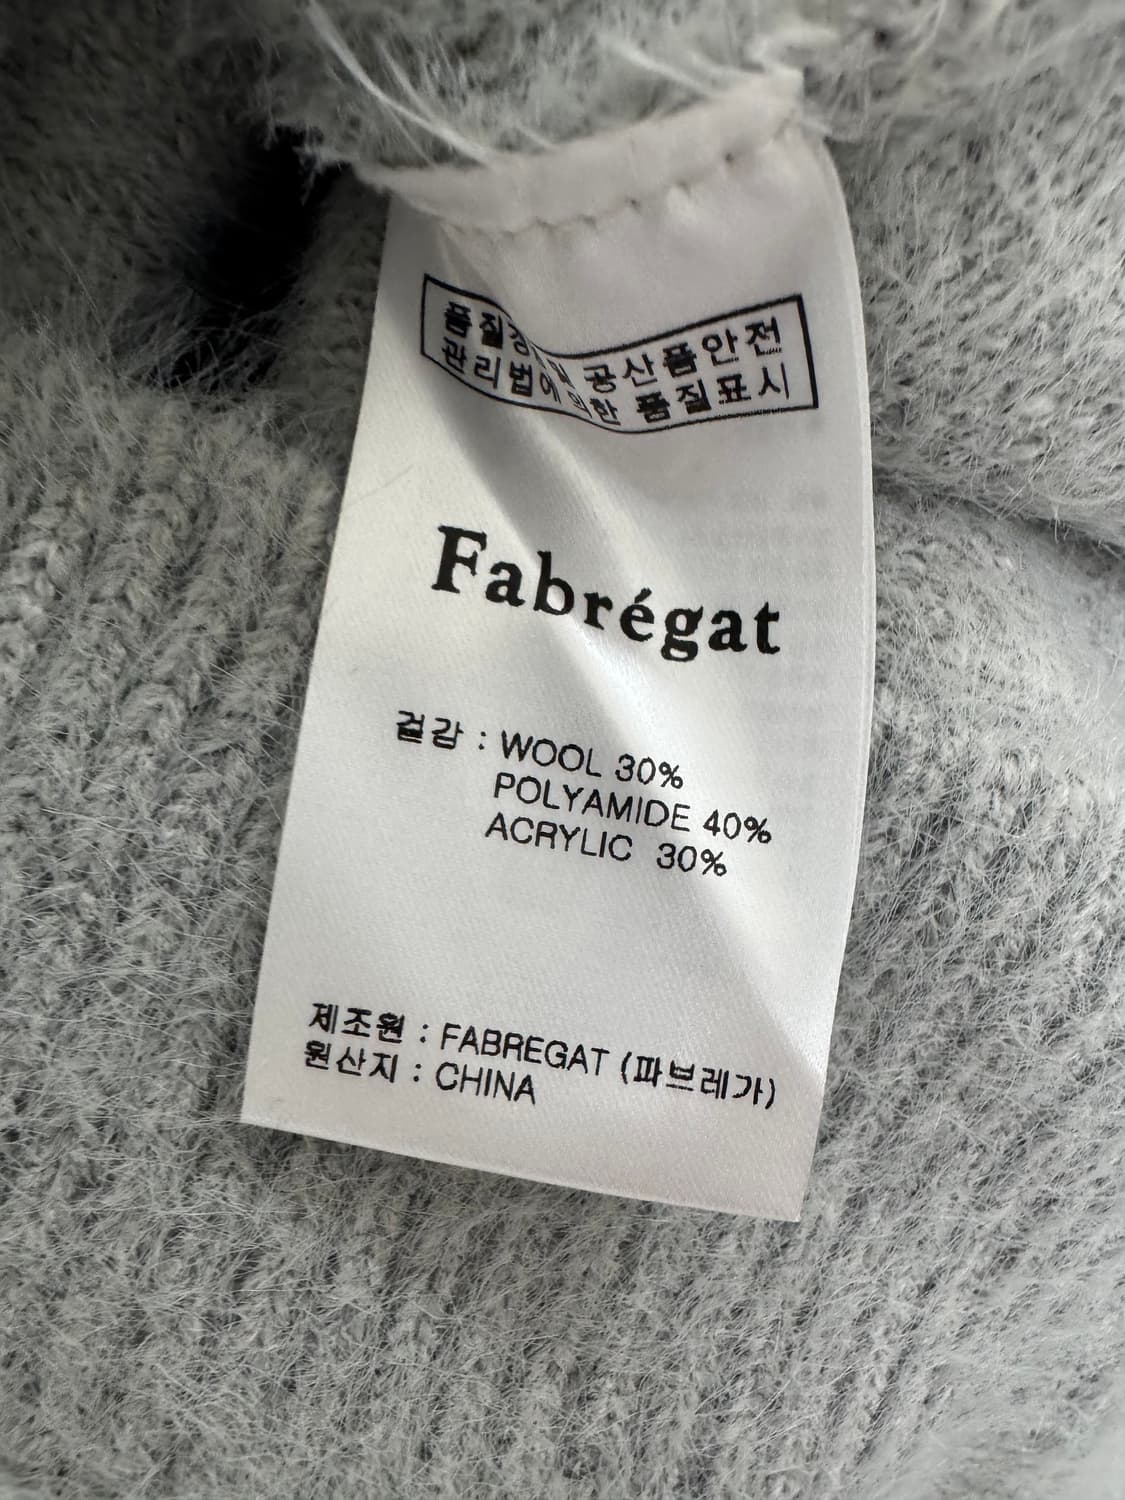 공산품안전
관리법에 의한 품질표시
Fabrégat
겉감 : WOOL 30%
POLYAMIDE 40%
ACRYLIC 30%
제조원 : FABREGAT (파브레가)
원산지 : CHINA